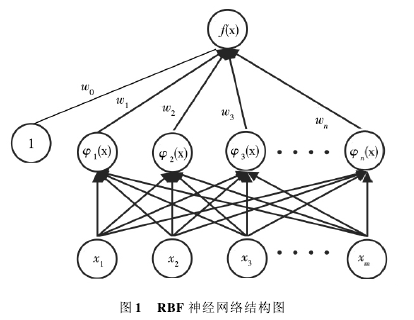 f(x)
w0
w1
w2
w3
wn
1
φ1(x)
φ2(x)
φ3(x)
· · · ·
φn(x)
x1
x2
x3
· · · ·
xm
图1 RBF 神经网络结构图